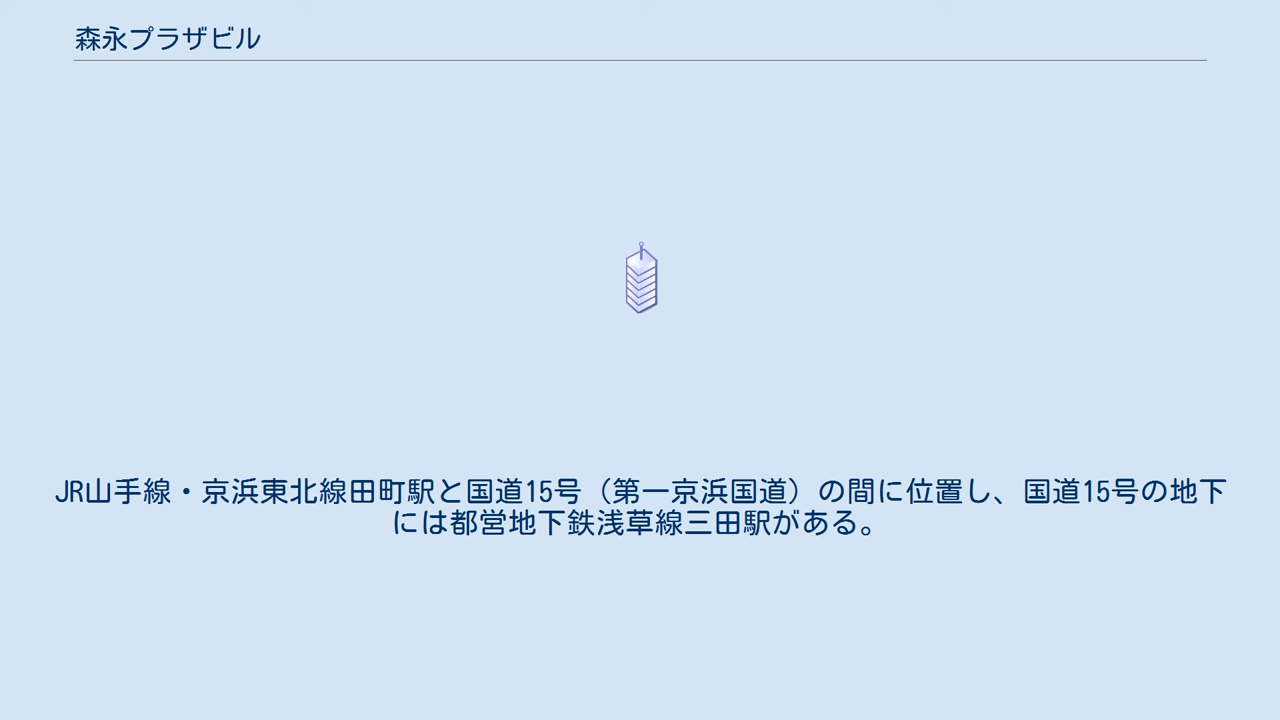 森永プラザビル
JR山手線・京浜東北線田町駅と国道15号（第一京浜国道）の間に位置し、国道15号の地下
には都営地下鉄浅草線三田駅がある。